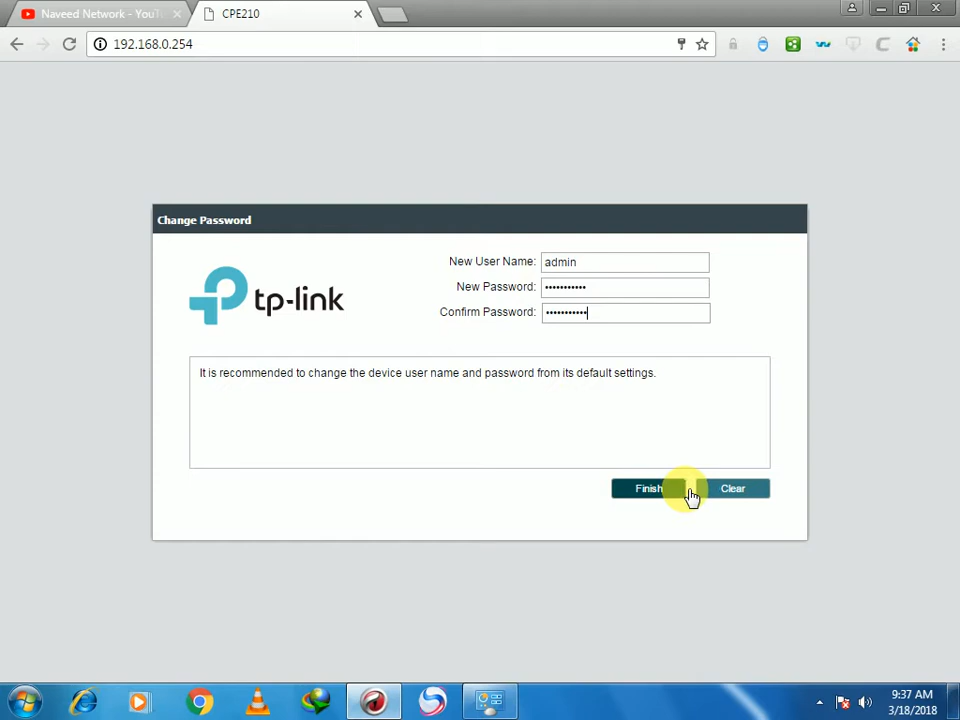 Naveed Network - YouT
CPE210
192.168.0.254
Change Password
tp-link
New User Name: admin
New Password: •••••••••••
Confirm Password: •••••••••••
It is recommended to change the device user name and password from its default settings.
Finish
Clear
9:37 AM
3/18/2018